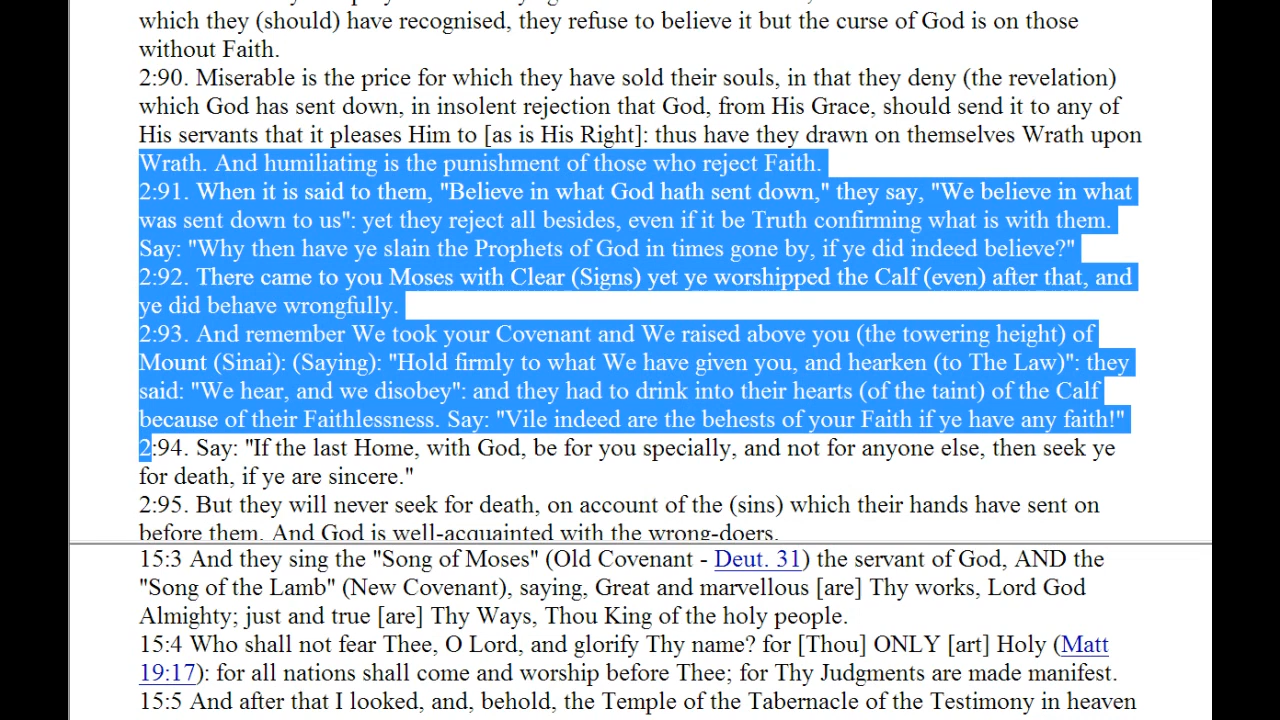 which they (should) have recognised, they refuse to believe it but the curse of God is on those
without Faith.
2:90. Miserable is the price for which they have sold their souls, in that they deny (the revelation)
which God has sent down, in insolent rejection that God, from His Grace, should send it to any of
His servants that it pleases Him to [as is His Right]: thus have they drawn on themselves Wrath upon
Wrath. And humiliating is the punishment of those who reject Faith.
2:91. When it is said to them, "Believe in what God hath sent down," they say, "We believe in what
was sent down to us": yet they reject all besides, even if it be Truth confirming what is with them.
Say: "Why then have ye slain the Prophets of God in times gone by, if ye did indeed believe?"
2:92. There came to you Moses with Clear (Signs) yet ye worshipped the Calf (even) after that, and
ye did behave wrongfully.
2:93. And remember We took your Covenant and We raised above you (the towering height) of
Mount (Sinai): (Saying): "Hold firmly to what We have given you, and hearken (to The Law)": they
said: "We hear, and we disobey": and they had to drink into their hearts (of the taint) of the Calf
because of their Faithlessness. Say: "Vile indeed are the behests of your Faith if ye have any faith!"
2:94. Say: "If the last Home, with God, be for you specially, and not for anyone else, then seek ye
for death, if ye are sincere."
2:95. But they will never seek for death, on account of the (sins) which their hands have sent on
before them. And God is well-acquainted with the wrong-doers.
15:3 And they sing the "Song of Moses" (Old Covenant - Deut. 31) the servant of God, AND the
"Song of the Lamb" (New Covenant), saying, Great and marvellous [are] Thy works, Lord God
Almighty; just and true [are] Thy Ways, Thou King of the holy people.
15:4 Who shall not fear Thee, O Lord, and glorify Thy name? for [Thou] ONLY [art] Holy (Matt
19:17): for all nations shall come and worship before Thee; for Thy Judgments are made manifest.
15:5 And after that I looked, and, behold, the Temple of the Tabernacle of the Testimony in heaven